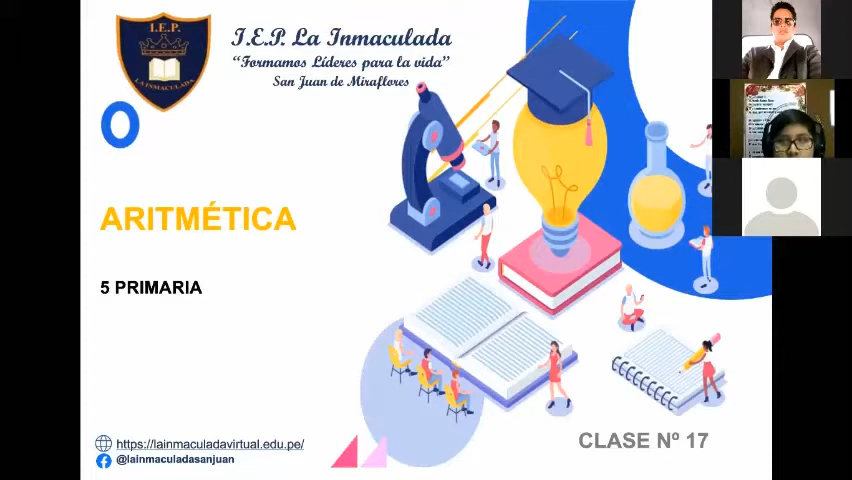 I.E.P.
LA INMACULADA
I.E.P. La Inmaculada
“Formamos Líderes para la vida”
San Juan de Miraflores
ARITMÉTICA
5 PRIMARIA
CLASE Nº 17
https://lainmaculadavirtual.edu.pe/
@lainmaculadasanjuan